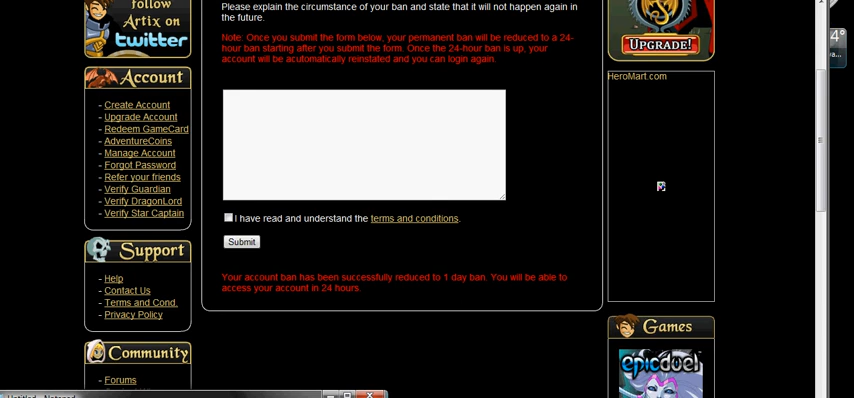 follow
Artix on
twitter
Account
- Create Account
- Upgrade Account
- Redeem GameCard
- AdventureCoins
- Manage Account
- Forgot Password
- Refer your friends
- Verify Guardian
- Verify DragonLord
- Verify Star Captain
Support
- Help
- Contact Us
- Terms and Cond.
- Privacy Policy
Community
- Forums
Please explain the circumstance of your ban and state that it will not happen again in
the future.
Note: Once you submit the form below, your permanent ban will be reduced to a 24-
hour ban starting after you submit the form. Once the 24-hour ban is up, your
account will be acutomatically reinstated and you can login again.
I have read and understand the terms and conditions.
Submit
Your account ban has been successfully reduced to 1 day ban. You will be able to
access your account in 24 hours.
UPGRADE!
HeroMart.com
Games
epicduel
4°